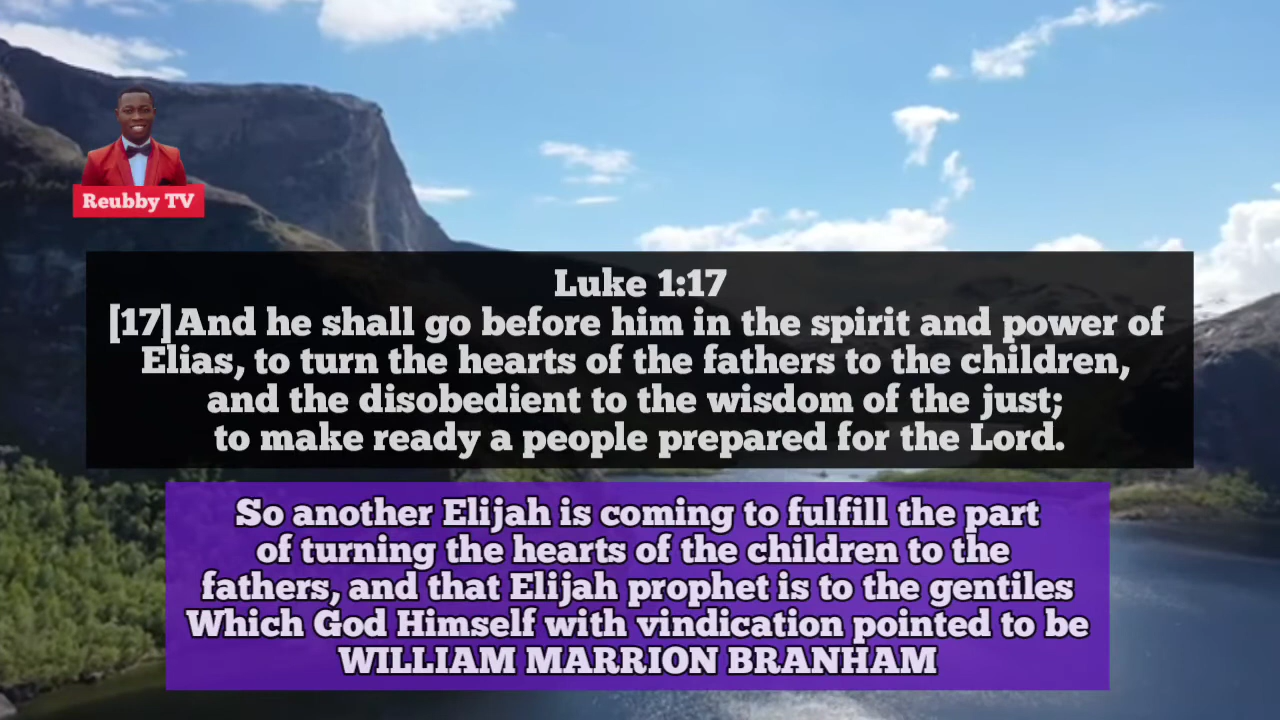 Reubby TV
Luke 1:17
[17]And he shall go before him in the spirit and power of
Elias, to turn the hearts of the fathers to the children,
and the disobedient to the wisdom of the just;
to make ready a people prepared for the Lord.
So another Elijah is coming to fulfill the part
of turning the hearts of the children to the
fathers, and that Elijah prophet is to the gentiles
Which God Himself with vindication pointed to be
WILLIAM MARRION BRANHAM